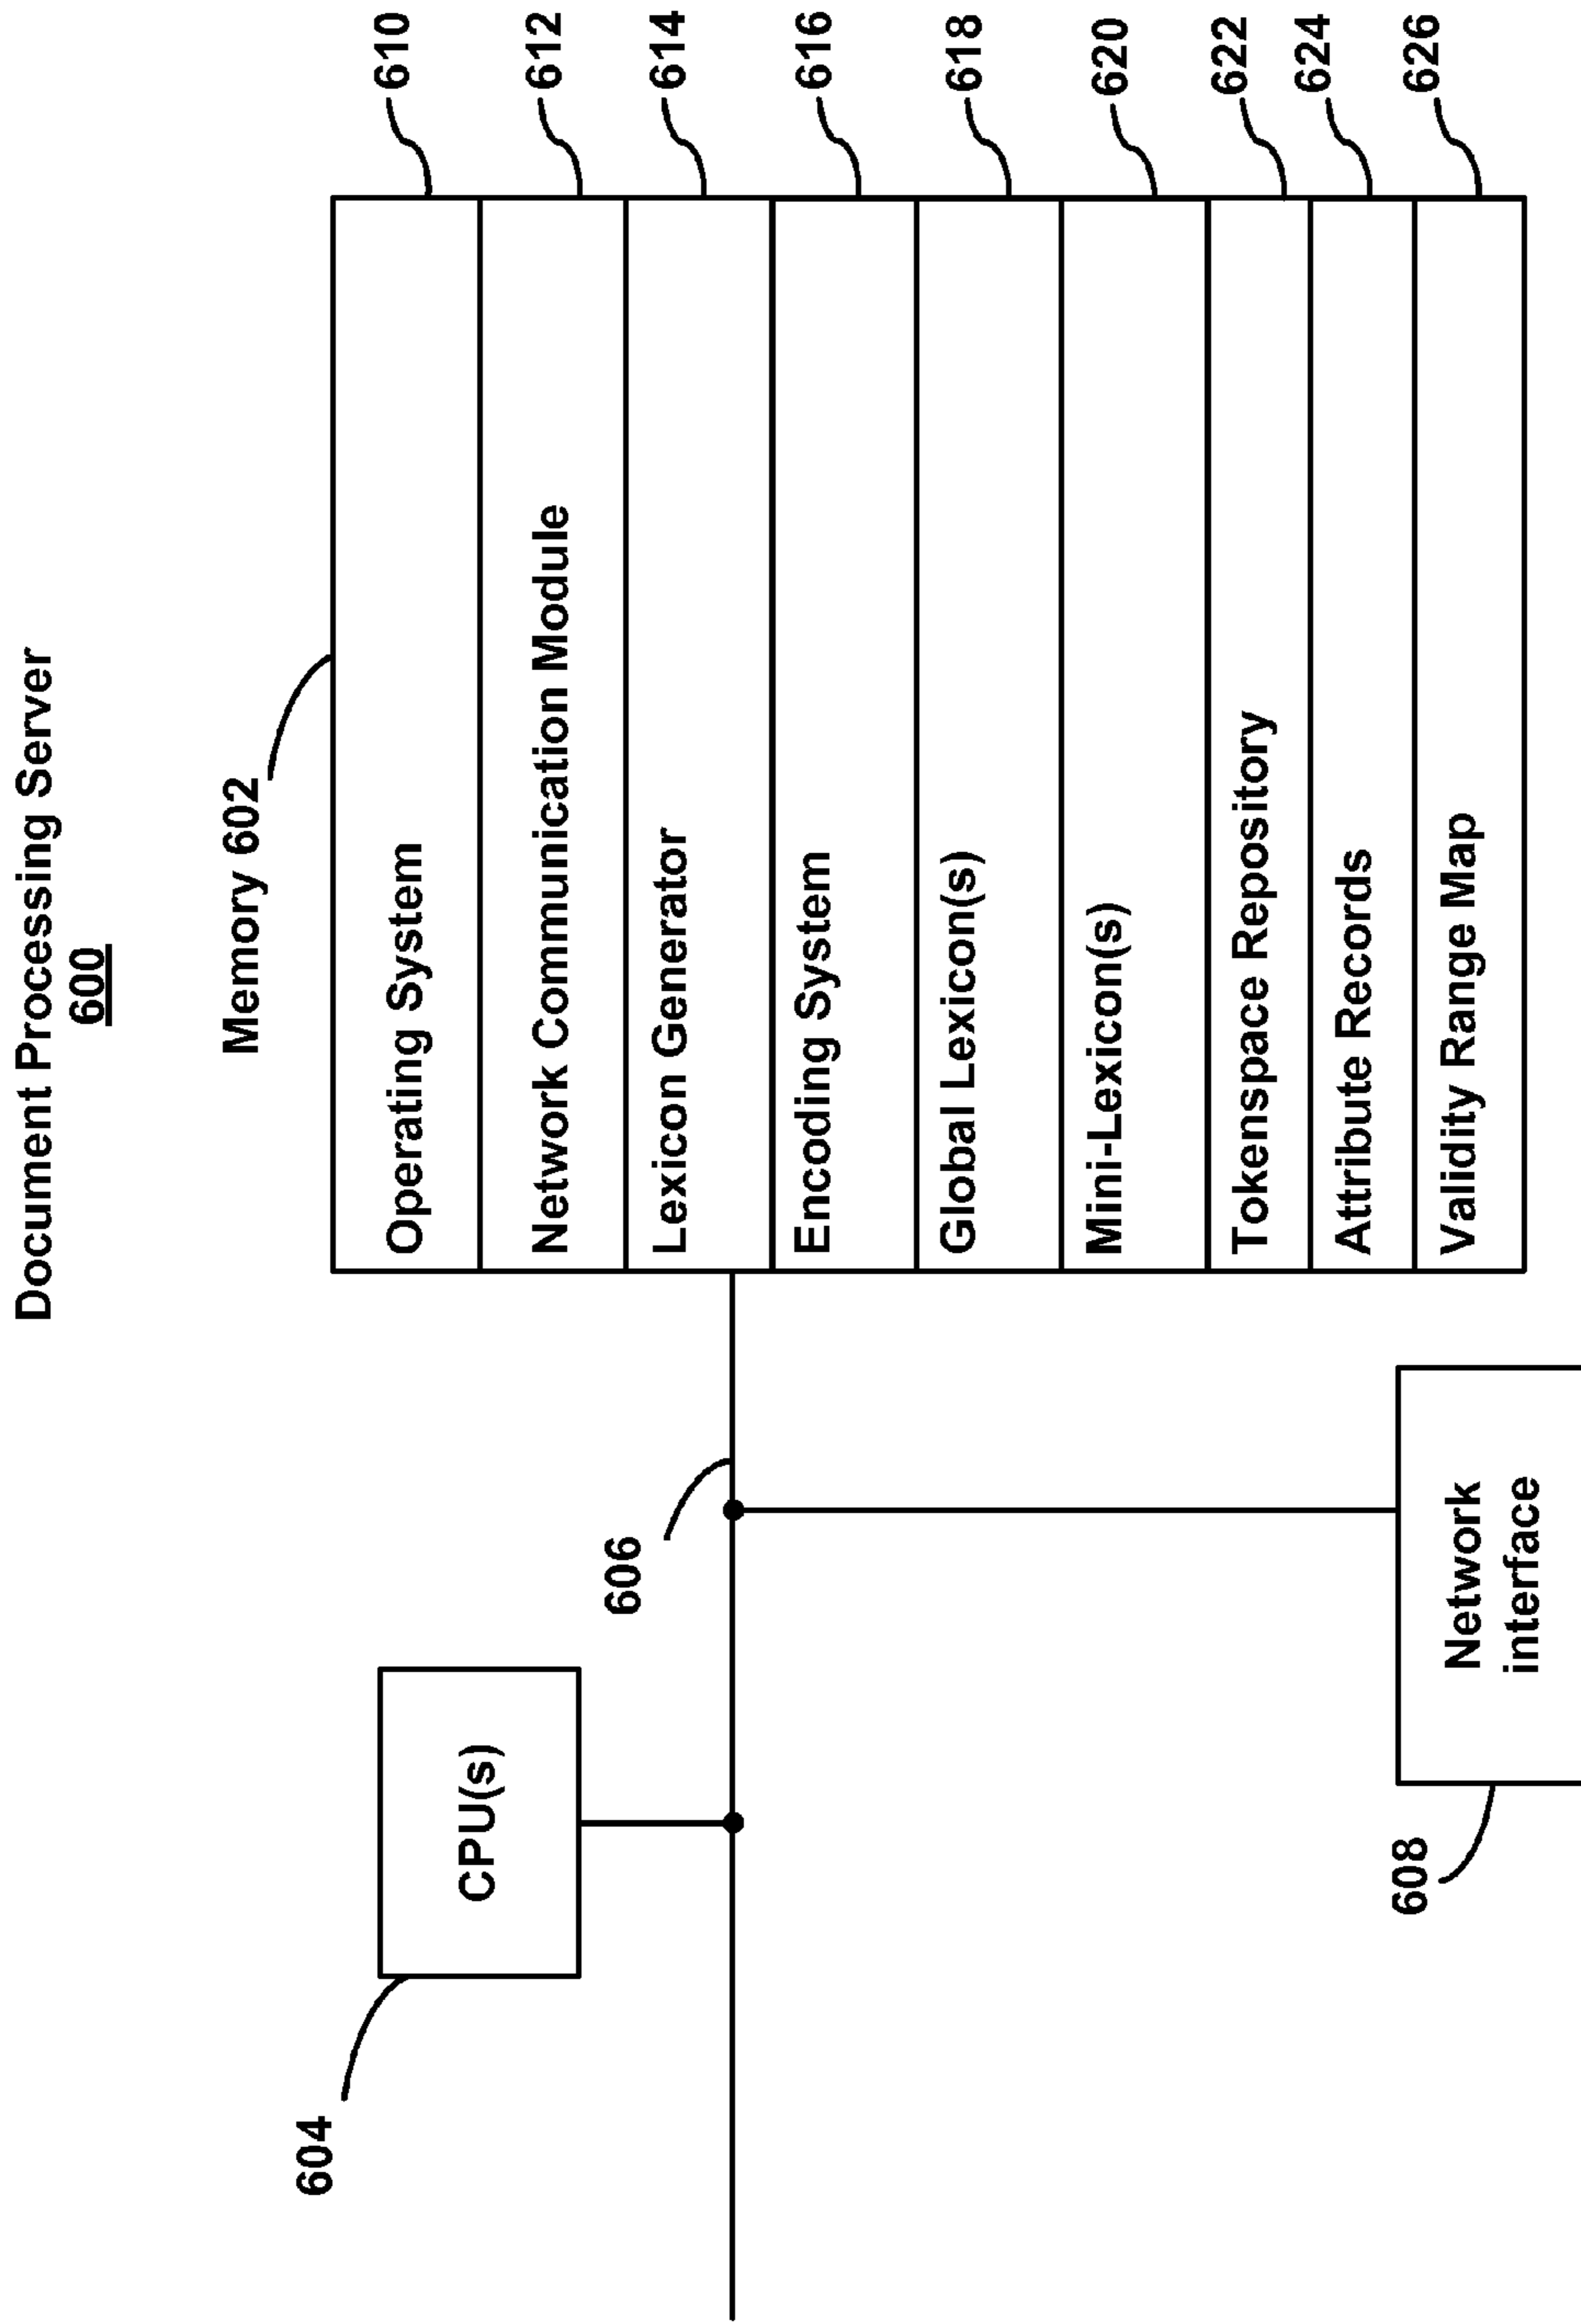 Document Processing Server
600
Memory 602
Operating System
610
Network Communication Module
612
Lexicon Generator
614
Encoding System
616
Global Lexicon(s)
618
Mini-Lexicon(s)
620
Tokenspace Repository
622
Attribute Records
624
Validity Range Map
626
604
CPU(s)
606
608
Network
interface